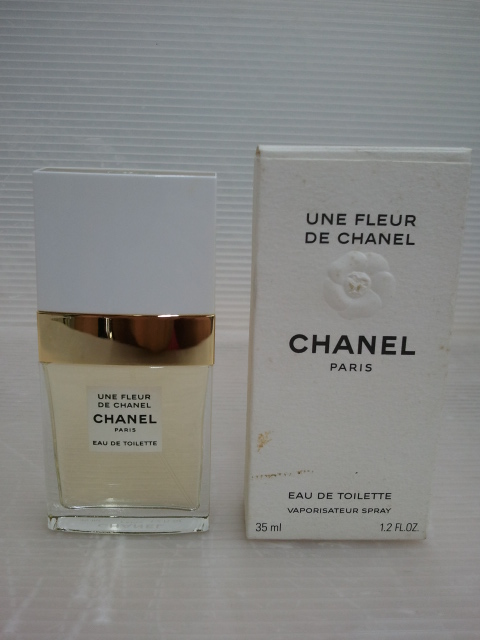 UNE FLEUR
DE CHANEL
CHANEL
PARIS
EAU DE TOILETTE
UNE FLEUR
DE CHANEL
CHANEL
PARIS
EAU DE TOILETTE
VAPORISATEUR SPRAY
35 ml 1.2 FL.OZ.